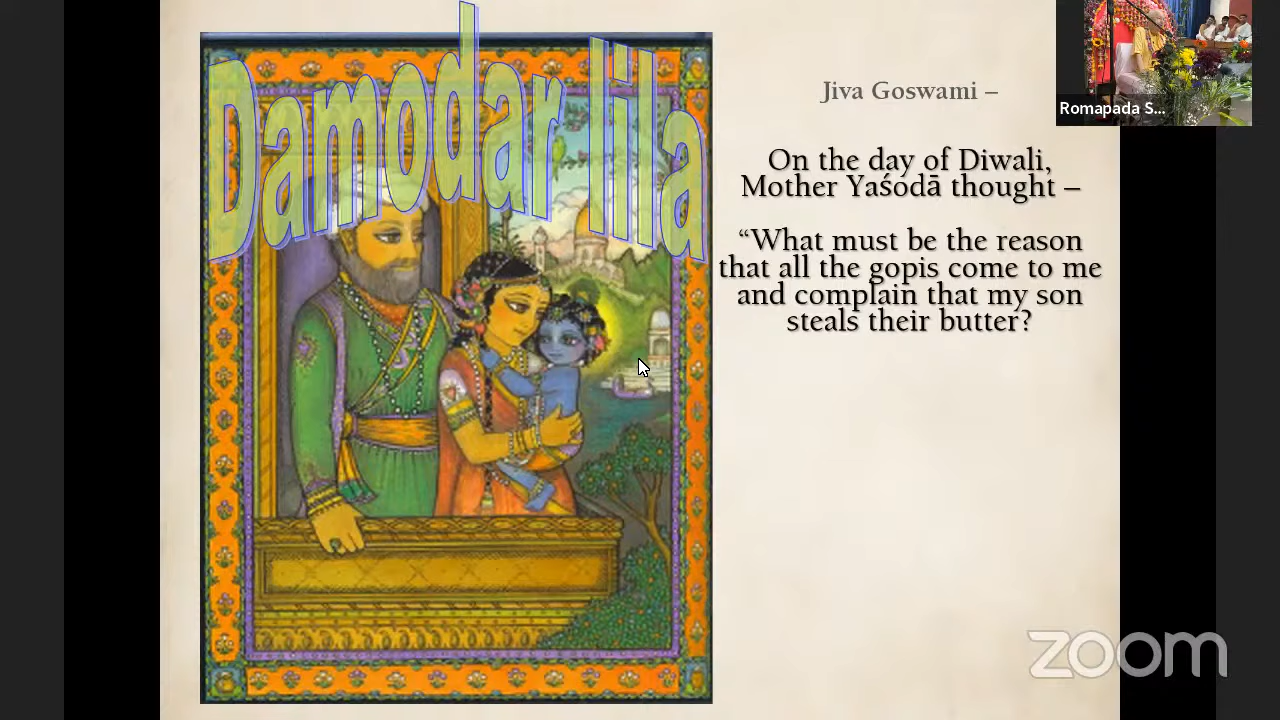 Damodar lila
Jiva Goswami –
On the day of Diwali,
Mother Yaśodā thought –
“What must be the reason
that all the gopis come to me
and complain that my son
steals their butter?
Romapada S...
zoom